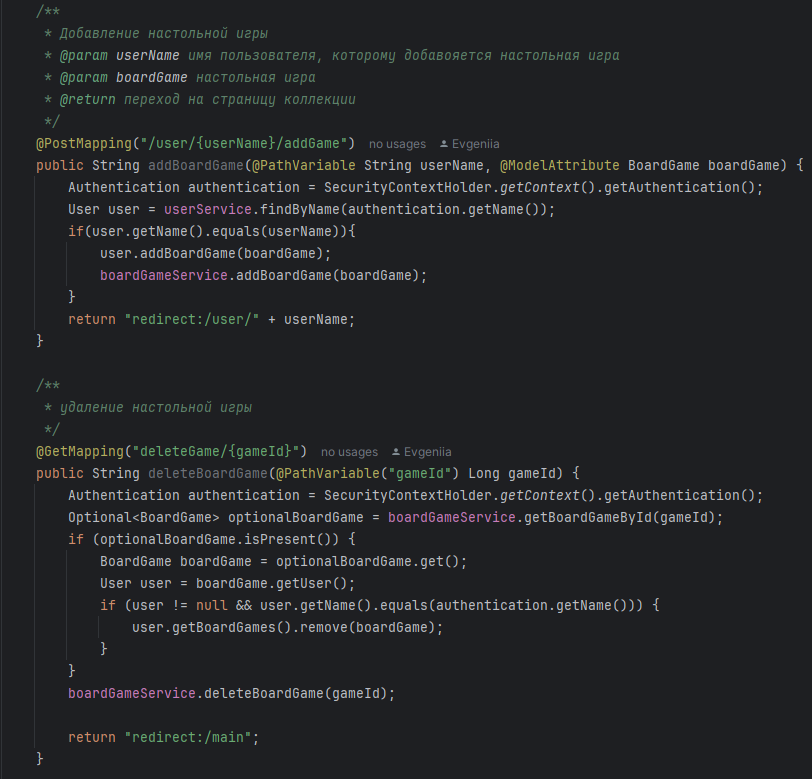 /**
 * Добавление настольной игры
 * @param userName имя пользователя, которому добавояется настольная игра
 * @param boardGame настольная игра
 * @return переход на страницу коллекции
 */
@PostMapping("/user/{userName}/addGame") no usages Evgeniia
public String addBoardGame(@PathVariable String userName, @ModelAttribute BoardGame boardGame) {
    Authentication authentication = SecurityContextHolder.getContext().getAuthentication();
    User user = userService.findByName(authentication.getName());
    if(user.getName().equals(userName)){
        user.addBoardGame(boardGame);
        boardGameService.addBoardGame(boardGame);
    }
    return "redirect:/user/" + userName;
}
/**
 * удаление настольной игры
 */
@GetMapping("deleteGame/{gameId}") no usages Evgeniia
public String deleteBoardGame(@PathVariable("gameId") Long gameId) {
    Authentication authentication = SecurityContextHolder.getContext().getAuthentication();
    Optional<BoardGame> optionalBoardGame = boardGameService.getBoardGameById(gameId);
    if (optionalBoardGame.isPresent()) {
        BoardGame boardGame = optionalBoardGame.get();
        User user = boardGame.getUser();
        if (user != null && user.getName().equals(authentication.getName())) {
            user.getBoardGames().remove(boardGame);
        }
    }
    boardGameService.deleteBoardGame(gameId);
    return "redirect:/main";
}